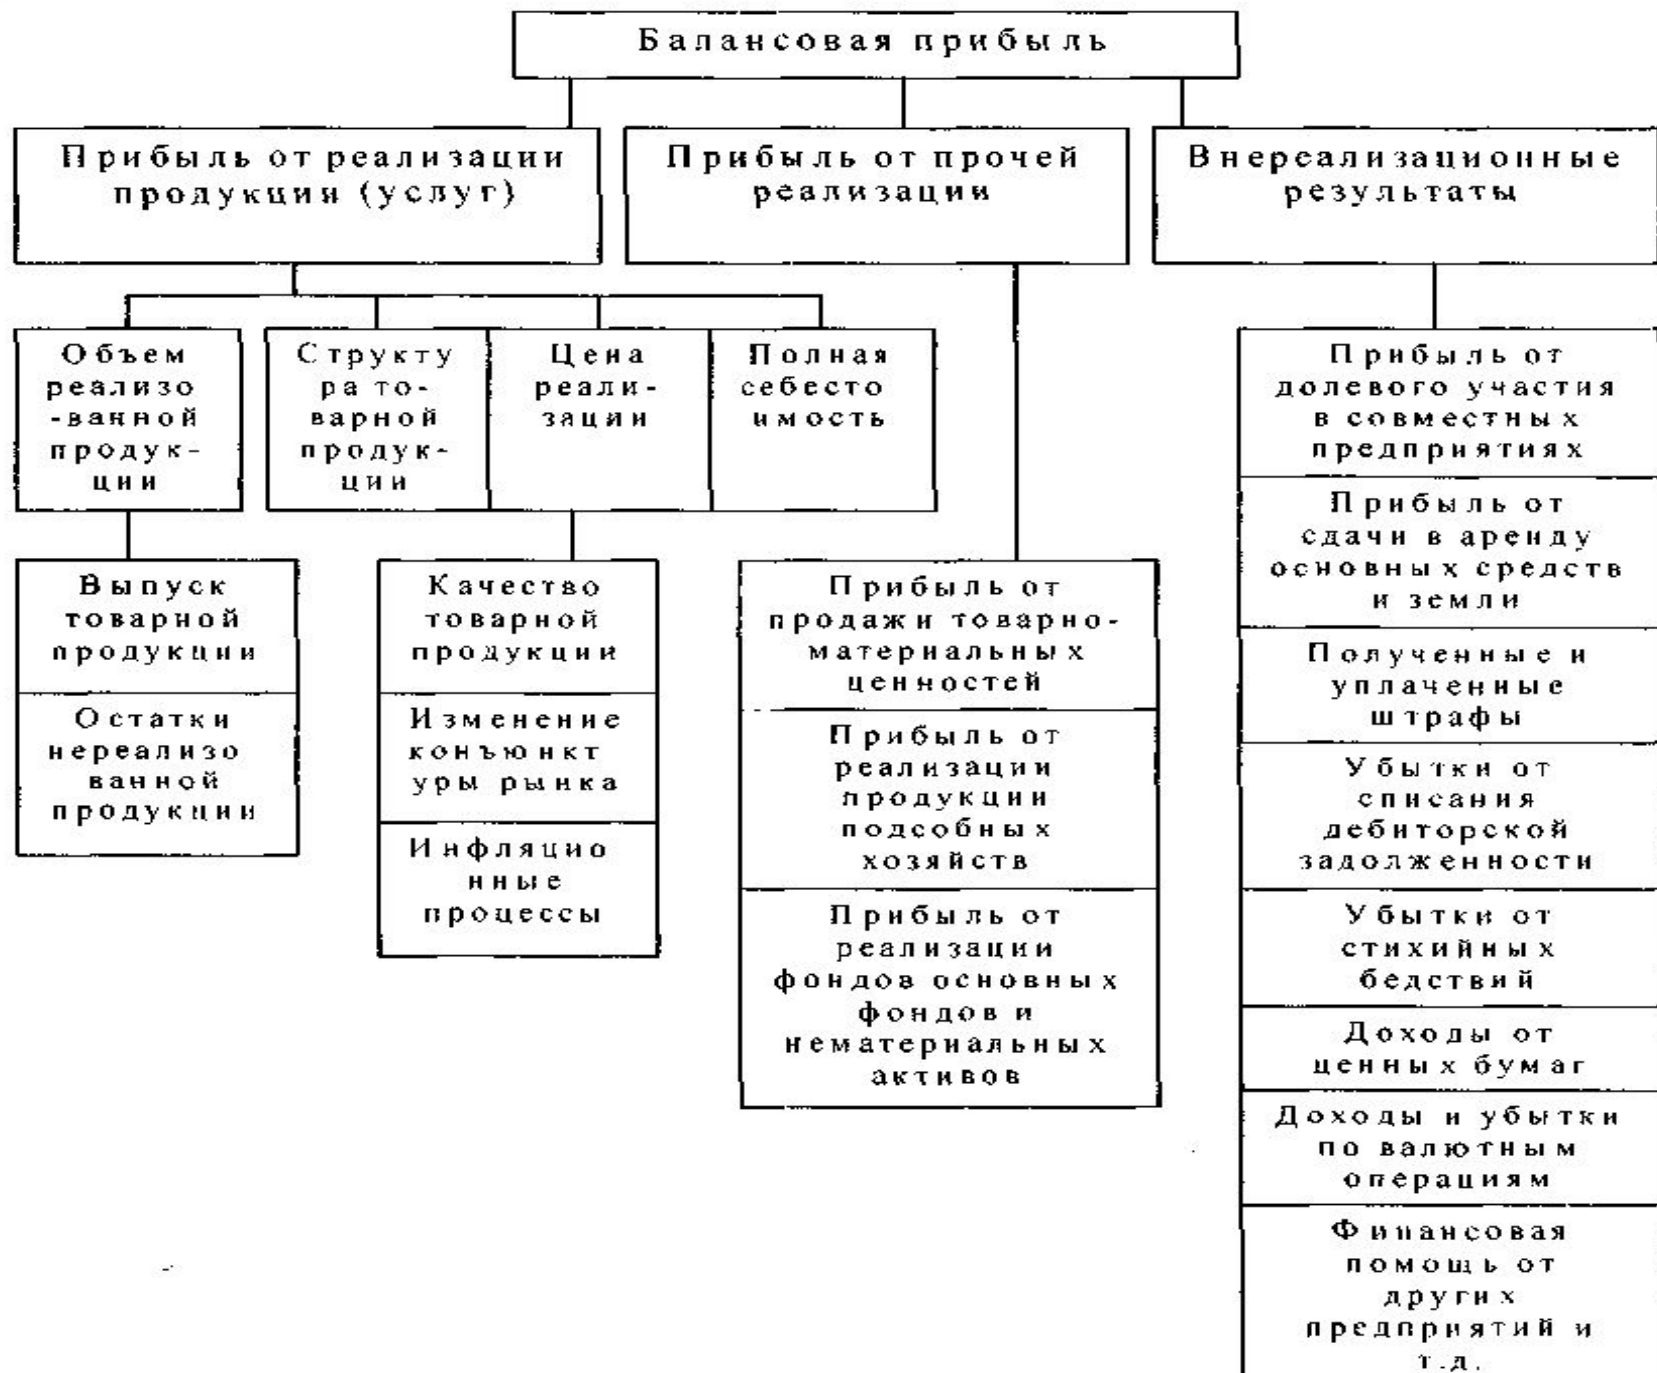 Балансовая прибыль
Прибыль от реализации
продукция (услуг)
Прибыль от прочей
реализации
Внереализационные
результаты
Объем
реализо
-ванной
продук-
ции
Структу
ра то-
варной
продук-
ции
Цена
реали-
зации
Полная
себесто
имость
Прибыль от
долевого участия
в совместных
предприятиях
Прибыль от
сдачи в аренду
основных средств
и земли
Полученные и
уплаченные
штрафы
Убытки от
списания
дебиторской
задолженности
Убытки от
стихийных
бедствий
Доходы от
ценных бумаг
Доходы и убытки
по валютным
операциям
Финансовая
помощь от
других
предприятий и
т.д.
Выпуск
товарной
продукции
Остатки
нереализо
ванной
продукции
Качество
товарной
продукции
Изменение
конъюнкт
уры рынка
Инфляцио
нные
процессы
Прибыль от
продажи товарно-
материальных
ценностей
Прибыль от
реализации
продукции
подсобных
хозяйств
Прибыль от
реализации
фондов основных
фондов и
нематериальных
активов